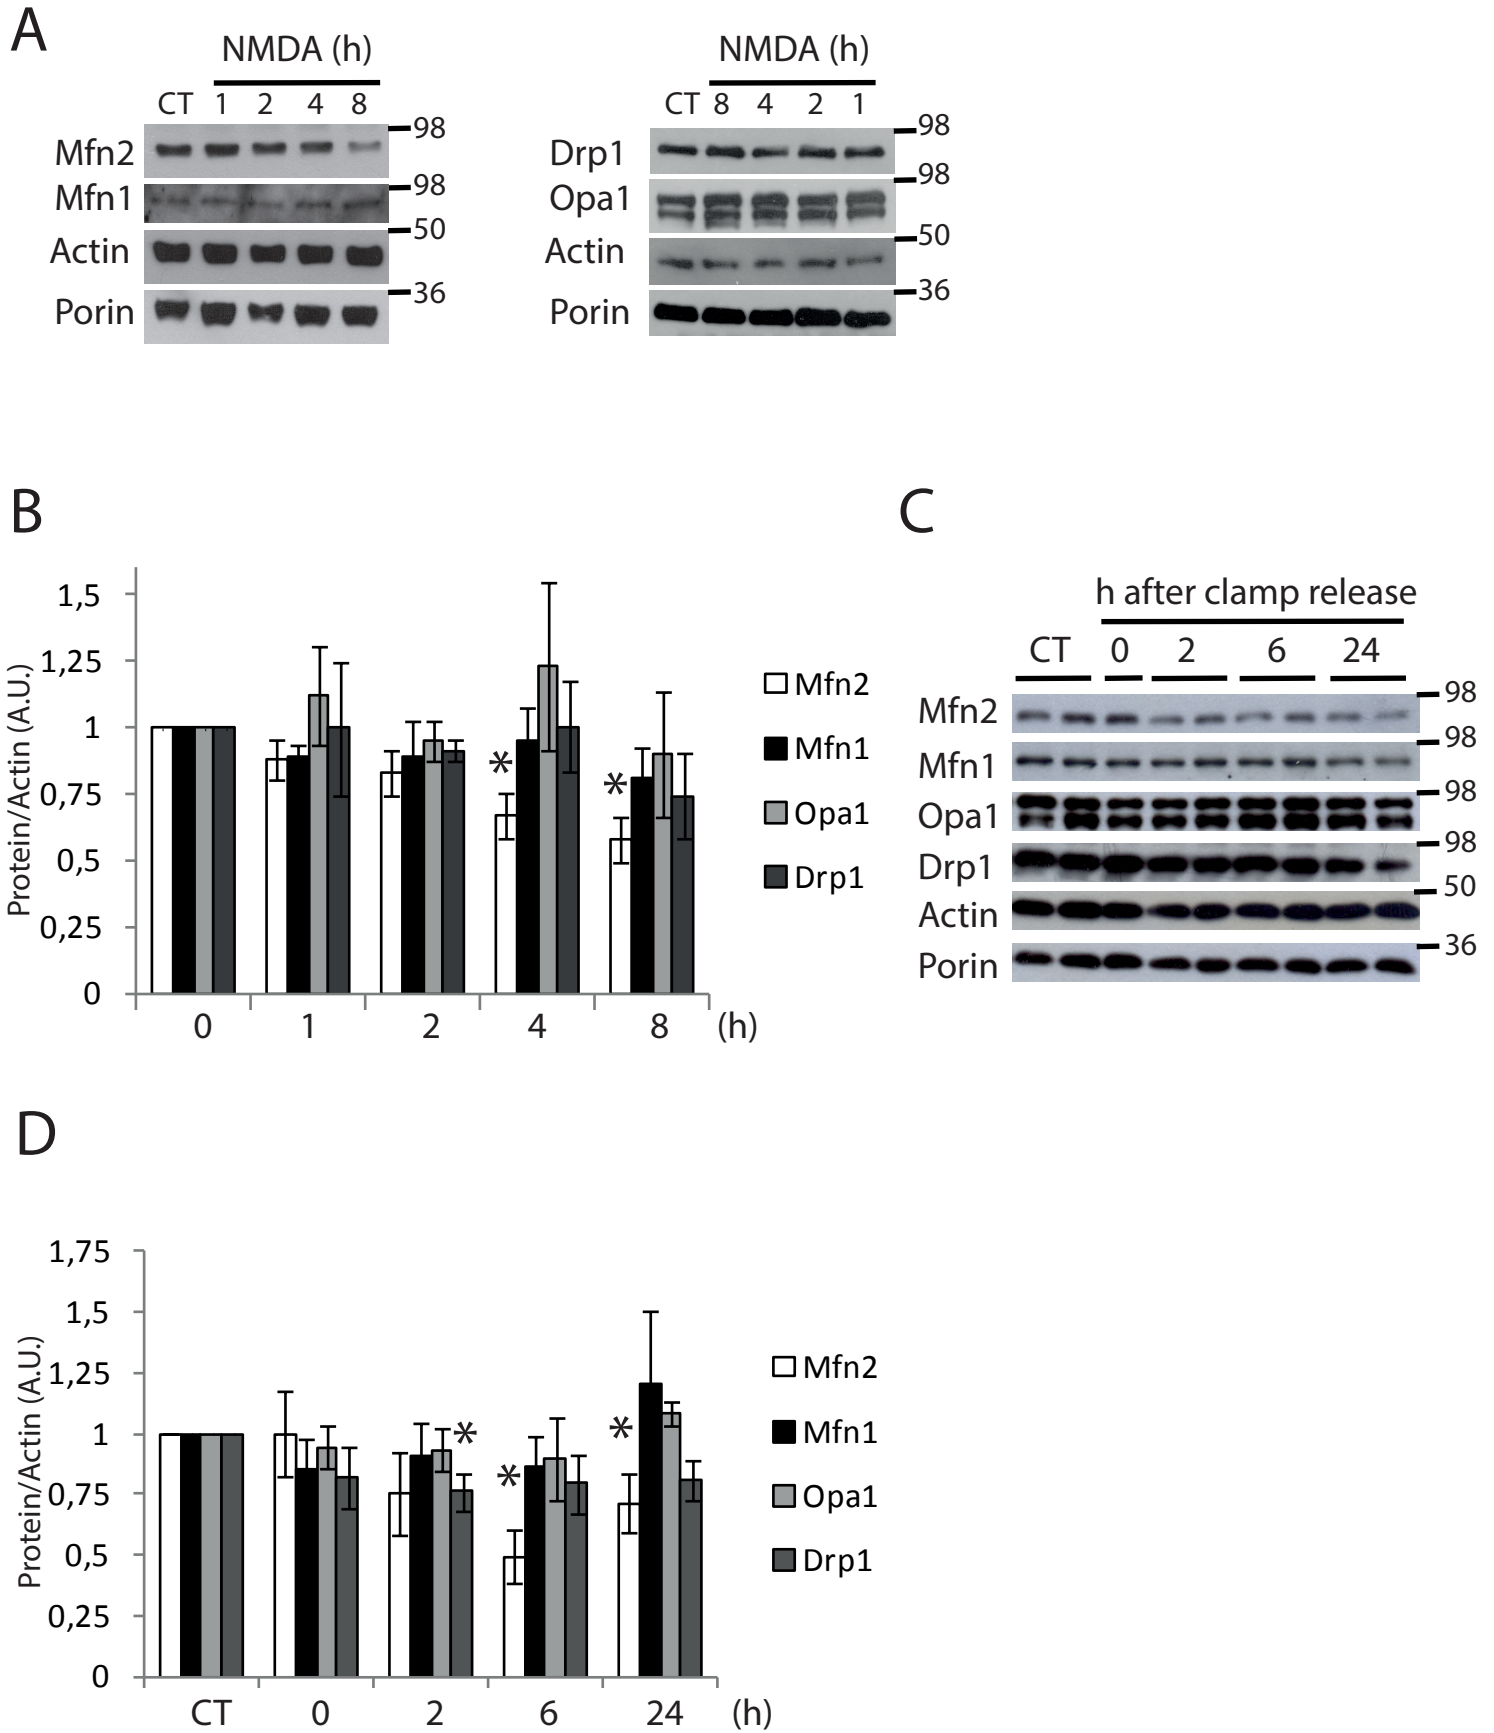 A
NMDA (h)
CT 1 2 4 8
98
Mfn2
98
Mfn1
50
Actin
36
Porin
NMDA (h)
CT 8 4 2 1
98
Drp1
98
Opa1
50
Actin
36
Porin
B
Protein/Actin (A.U.)
1,5
1,25
1
0,75
0,5
0,25
0
* *
0 1 2 4 8 (h)
Mfn2
Mfn1
Opa1
Drp1
C
h after clamp release
CT 0 2 6 24
98
Mfn2
98
Mfn1
98
Opa1
98
Drp1
50
Actin
36
Porin
D
Protein/Actin (A.U.)
1,75
1,5
1,25
1
0,75
0,5
0,25
0
* * *
CT 0 2 6 24 (h)
Mfn2
Mfn1
Opa1
Drp1